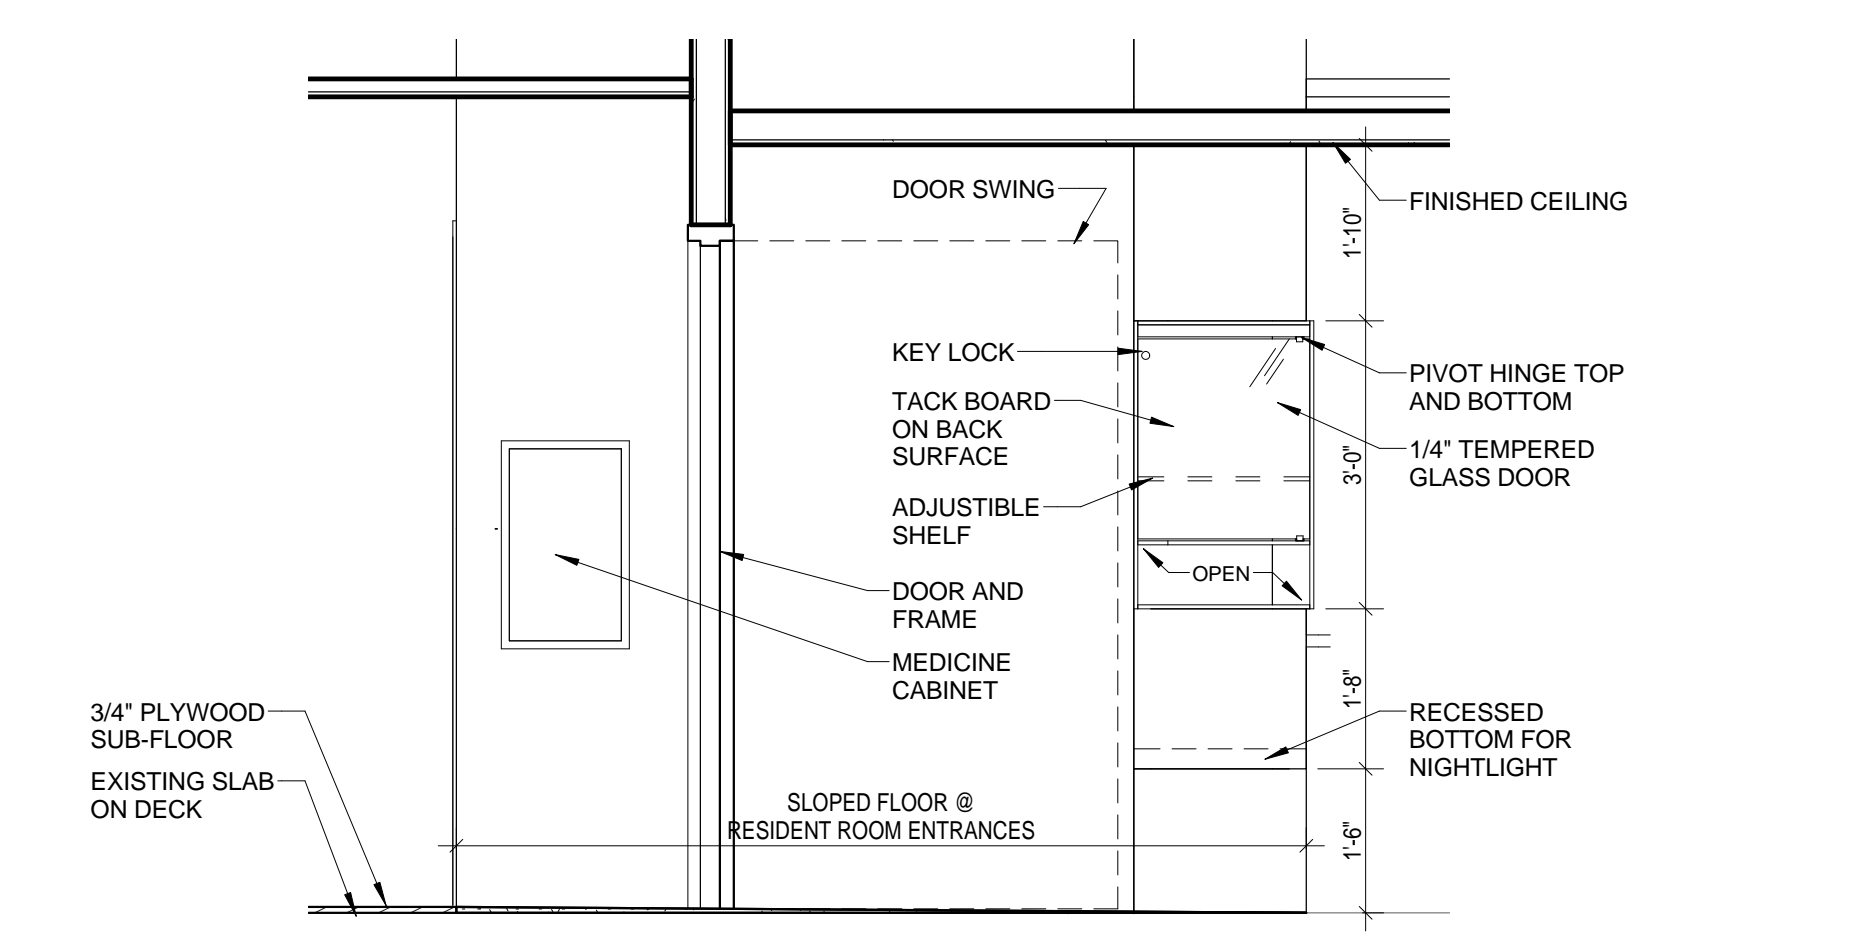 DOOR SWING
FINISHED CEILING
1'-10"
KEY LOCK
PIVOT HINGE TOP
AND BOTTOM
TACK BOARD
ON BACK
SURFACE
1/4" TEMPERED
GLASS DOOR
3'-0"
ADJUSTIBLE
SHELF
OPEN
DOOR AND
FRAME
MEDICINE
CABINET
1'-8"
3/4" PLYWOOD
SUB-FLOOR
RECESSED
BOTTOM FOR
NIGHTLIGHT
EXISTING SLAB
ON DECK
SLOPED FLOOR @
RESIDENT ROOM ENTRANCES
1'-6"